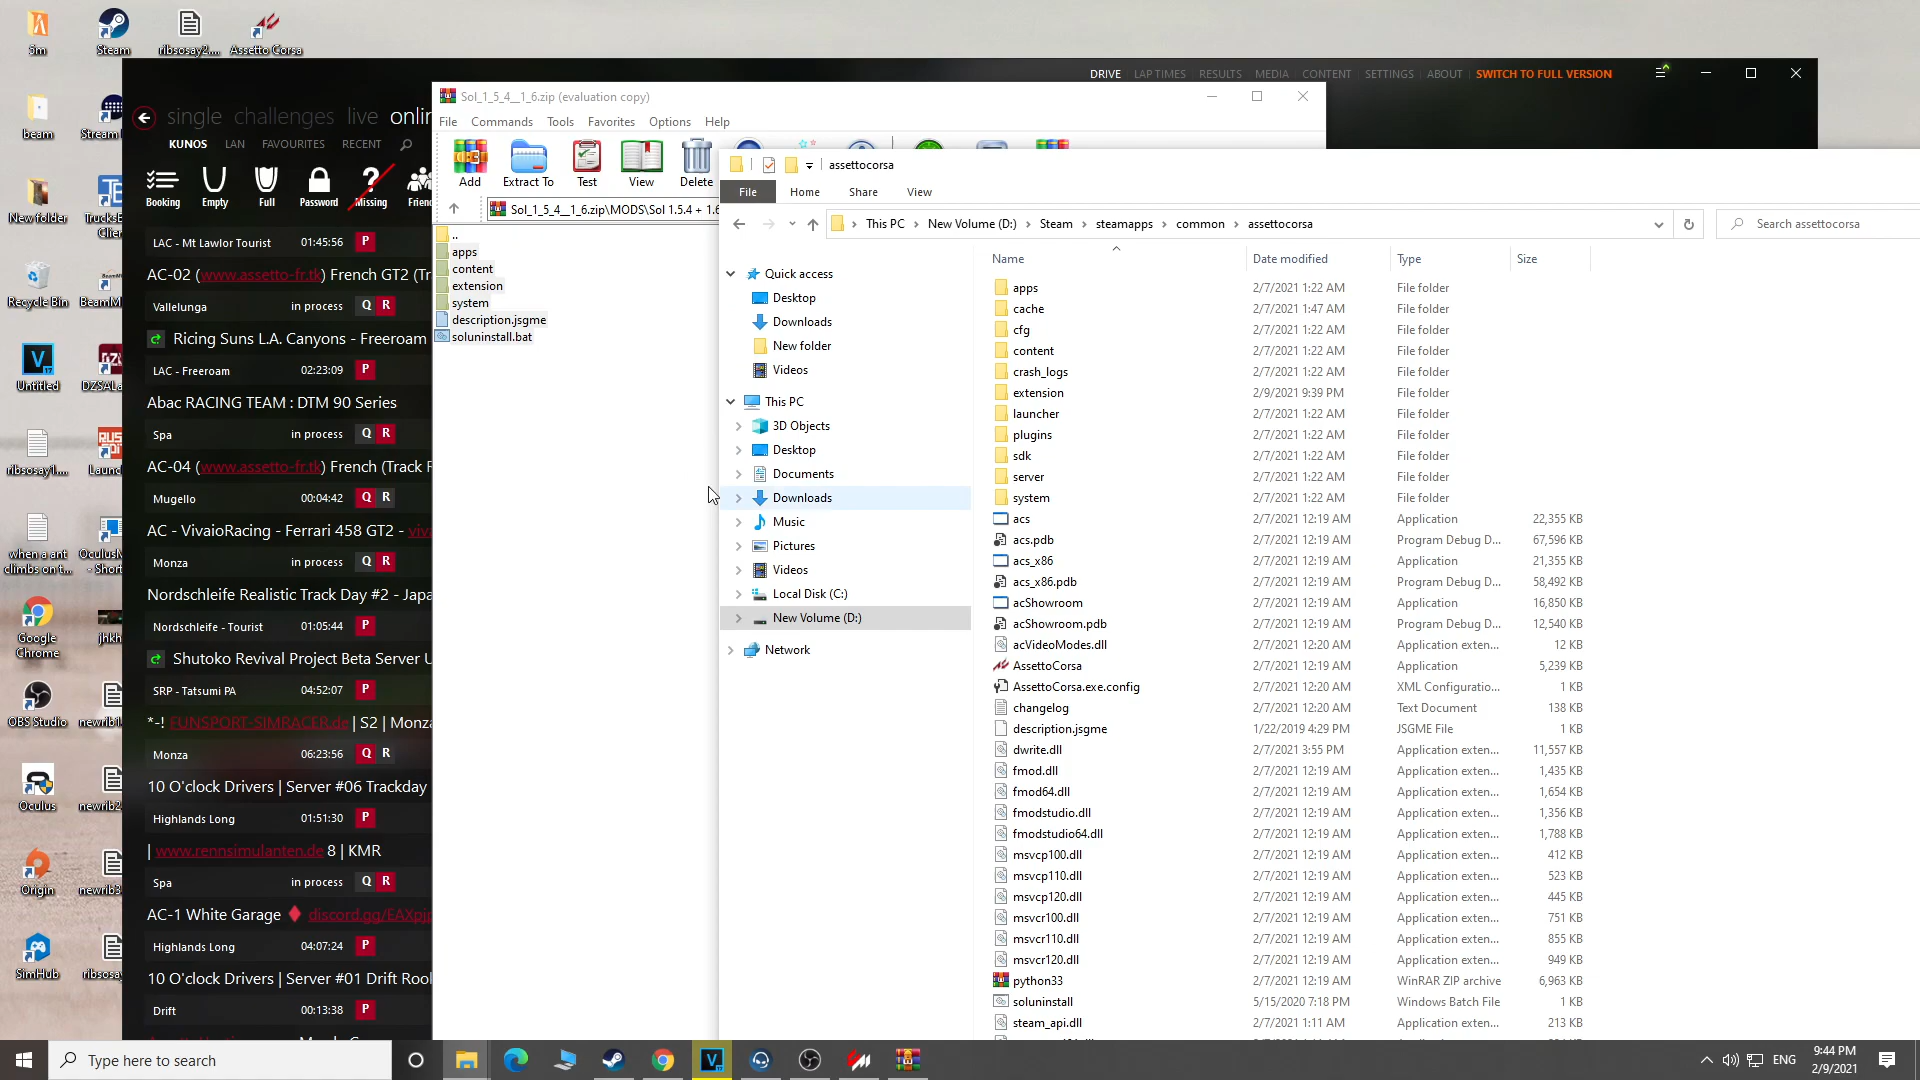 Sim
Steam
ribsosay2....
Assetto Corsa
DRIVE LAP TIMES RESULTS MEDIA CONTENT SETTINGS ABOUT SWITCH TO FULL VERSION
beam
Stream
New folder
Recycle Bin
Untitled
ribsosay1....
when a ant climbs on t...
Google Chrome
jhkh
OBS Studio
newrib1
Oculus
newrib2
Origin
newrib3
SimHub
ribsosay
single challenges live onlin
KUNOS LAN FAVOURITES RECENT
Booking Empty Full Password Missing Frien
LAC - Mt Lawlor Tourist 01:45:56 P
AC-02 (www.assetto-fr.tk) French GT2 (Tr
Vallelunga in process Q R
Ricing Suns L.A. Canyons - Freeroam
LAC - Freeroam 02:23:09 P
Abac RACING TEAM : DTM 90 Series
Spa in process Q R
AC-04 (www.assetto-fr.tk) French (Track R
Mugello 00:04:42 Q R
AC - VivaioRacing - Ferrari 458 GT2 - viva
Monza in process Q R
Nordschleife Realistic Track Day #2 - Japa
Nordschleife - Tourist 01:05:44 P
Shutoko Revival Project Beta Server U
SRP - Tatsumi PA 04:52:07 P
*-! FUNSPORT-SIMRACER.de | S2 | Monza
Monza 06:23:56 Q R
10 O'clock Drivers | Server #06 Trackday
Highlands Long 01:51:30 P
| www.rennsimulanten.de 8 | KMR
Spa in process Q R
AC-1 White Garage discord.gg/EAXpjp
Highlands Long 04:07:24 P
10 O'clock Drivers | Server #01 Drift Rool
Drift 00:13:38 P
Sol_1_5_4__1_6.zip (evaluation copy)
File Commands Tools Favorites Options Help
Add Extract To Test View Delete
Sol_1_5_4__1_6.zip\MODS\Sol 1.5.4 + 1.6
..
apps
content
extension
system
description.jsgme
soluninstall.bat
assettocorsa
File Home Share View
This PC New Volume (D:) Steam steamapps common assettocorsa
Search assettocorsa
Quick access
Desktop
Downloads
New folder
Videos
This PC
3D Objects
Desktop
Documents
Downloads
Music
Pictures
Videos
Local Disk (C:)
New Volume (D:)
Network
Name Date modified Type Size
apps 2/7/2021 1:22 AM File folder
cache 2/7/2021 1:47 AM File folder
cfg 2/7/2021 1:22 AM File folder
content 2/7/2021 1:22 AM File folder
crash_logs 2/7/2021 1:22 AM File folder
extension 2/9/2021 9:39 PM File folder
launcher 2/7/2021 1:22 AM File folder
plugins 2/7/2021 1:22 AM File folder
sdk 2/7/2021 1:22 AM File folder
server 2/7/2021 1:22 AM File folder
system 2/7/2021 1:22 AM File folder
acs 2/7/2021 12:19 AM Application 22,355 KB
acs.pdb 2/7/2021 12:19 AM Program Debug D... 67,596 KB
acs_x86 2/7/2021 12:19 AM Application 21,355 KB
acs_x86.pdb 2/7/2021 12:19 AM Program Debug D... 58,492 KB
acShowroom 2/7/2021 12:19 AM Application 16,850 KB
acShowroom.pdb 2/7/2021 12:19 AM Program Debug D... 12,540 KB
acVideoModes.dll 2/7/2021 12:20 AM Application exten... 12 KB
AssettoCorsa 2/7/2021 12:19 AM Application 5,239 KB
AssettoCorsa.exe.config 2/7/2021 12:20 AM XML Configuratio... 1 KB
changelog 2/7/2021 12:20 AM Text Document 138 KB
description.jsgme 1/22/2019 4:29 PM JSGME File 1 KB
dwrite.dll 2/7/2021 3:55 PM Application exten... 11,557 KB
fmod.dll 2/7/2021 12:19 AM Application exten... 1,435 KB
fmod64.dll 2/7/2021 12:19 AM Application exten... 1,654 KB
fmodstudio.dll 2/7/2021 12:19 AM Application exten... 1,356 KB
fmodstudio64.dll 2/7/2021 12:19 AM Application exten... 1,788 KB
msvcp100.dll 2/7/2021 12:19 AM Application exten... 412 KB
msvcp110.dll 2/7/2021 12:19 AM Application exten... 523 KB
msvcp120.dll 2/7/2021 12:19 AM Application exten... 445 KB
msvcr100.dll 2/7/2021 12:19 AM Application exten... 751 KB
msvcr110.dll 2/7/2021 12:19 AM Application exten... 855 KB
msvcr120.dll 2/7/2021 12:19 AM Application exten... 949 KB
python33 2/7/2021 12:19 AM WinRAR ZIP archive 6,963 KB
soluninstall 5/15/2020 7:18 PM Windows Batch File 1 KB
steam_api.dll 2/7/2021 1:11 AM Application exten... 213 KB
Type here to search
ENG
9:44 PM
2/9/2021